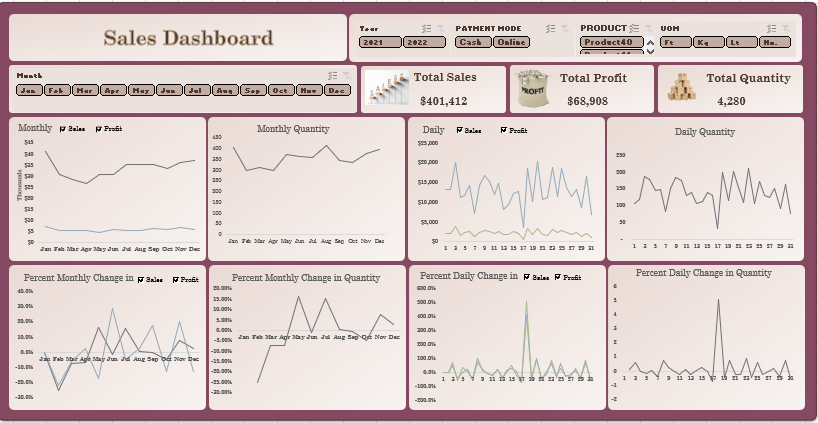 Sales Dashboard
Year
2021 2022
PAYMENT MODE
Cash Online
PRODUCT
Product40
UOM
Ft Kg Lt No.
Month
Jan Feb Mar Apr May Jun Jul Aug Sep Oct Nov Dec
Total Sales
$401,412
PROFIT
Total Profit
$68,908
Total Quantity
4,280
Monthly Sales Profit
Thousands
$45
$40
$35
$30
$25
$20
$15
$10
$5
$0
Jan Feb Mar Apr May Jun Jul Aug Sep Oct Nov Dec
Monthly Quantity
450
400
350
300
250
200
150
100
50
0
Jan Feb Mar Apr May Jun Jul Aug Sep Oct Nov Dec
Daily Sales Profit
$25,000
$20,000
$15,000
$10,000
$5,000
$0
1 3 5 7 9 11 13 15 17 19 21 23 25 27 29 31
Daily Quantity
250
200
150
100
50
-
1 3 5 7 9 11 13 15 17 19 21 23 25 27 29 31
Percent Monthly Change in Sales Profit
40.0%
30.0%
20.0%
10.0%
0.0%
-10.0%
-20.0%
-30.0%
Jan Feb Mar Apr May Jun Jul Aug Sep Oct Nov Dec
Percent Monthly Change in Quantity
20.00%
15.00%
10.00%
5.00%
0.00%
-5.00%
-10.00%
-15.00%
-20.00%
-25.00%
-30.00%
Jan Feb Mar Apr May Jun Jul Aug Sep Oct Nov Dec
Percent Daily Change in Sales Profit
600.0%
500.0%
400.0%
300.0%
200.0%
100.0%
0.0%
-100.0%
-200.0%
1 3 5 7 9 11 13 15 17 19 21 23 25 27 29 31
Percent Daily Change in Quantity
6
5
4
3
2
1
0
-1
-2
1 3 5 7 9 11 13 15 17 19 21 23 25 27 29 31